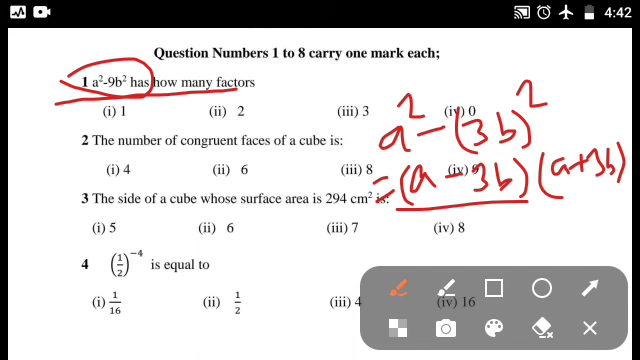 4:42
Question Numbers 1 to 8 carry one mark each;
1 a²-9b² has how many factors
(i) 1 (ii) 2 (iii) 3 (iv) 0
a² - (3b)²
2 The number of congruent faces of a cube is:
(i) 4 (ii) 6 (iii) 8 (iv)
= (a - 3b) (a + 3b)
3 The side of a cube whose surface area is 294 cm² is:
(i) 5 (ii) 6 (iii) 7 (iv) 8
4 (1/2)⁻⁴ is equal to
(i) 1/16 (ii) 1/2 (iii) 4 (iv) 16